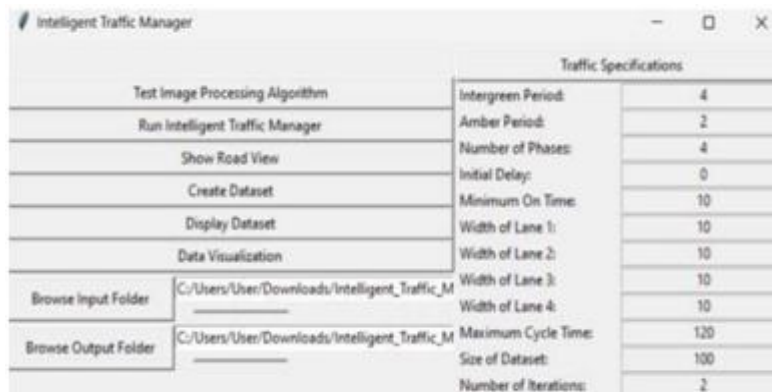 Intelligent Traffic Manager
Test Image Processing Algorithm
Run Intelligent Traffic Manager
Show Road View
Create Dataset
Display Dataset
Data Visualization
Browse Input Folder C:/Users/User/Downloads/Intelligent_Traffic_M
Browse Output Folder C:/Users/User/Downloads/Intelligent_Traffic_M
Traffic Specifications
Intergreen Period: 4
Amber Period: 2
Number of Phases: 4
Initial Delay: 0
Minimum On Time: 10
Width of Lane 1: 10
Width of Lane 2: 10
Width of Lane 3: 10
Width of Lane 4: 10
Maximum Cycle Time: 120
Size of Dataset: 100
Number of Iterations: 2